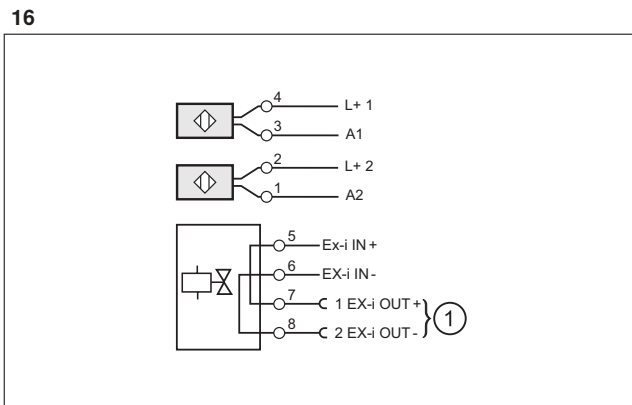 16
4 L+ 1
3 A1
2 L+ 2
1 A2
5 Ex-i IN+
6 EX-i IN-
7 1 EX-i OUT+
8 2 EX-i OUT-
1